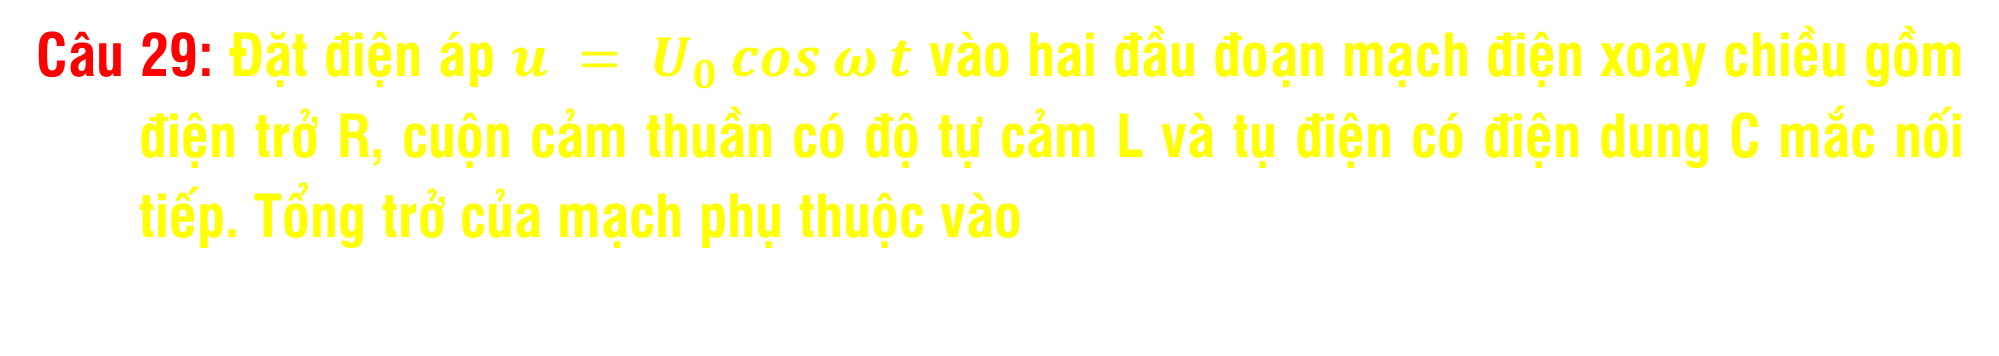 Câu 29: Đặt điện áp u = U₀ cos ω t vào hai đầu đoạn mạch điện xoay chiều gồm
điện trở R, cuộn cảm thuần có độ tự cảm L và tụ điện có điện dung C mắc nối
tiếp. Tổng trở của mạch phụ thuộc vào